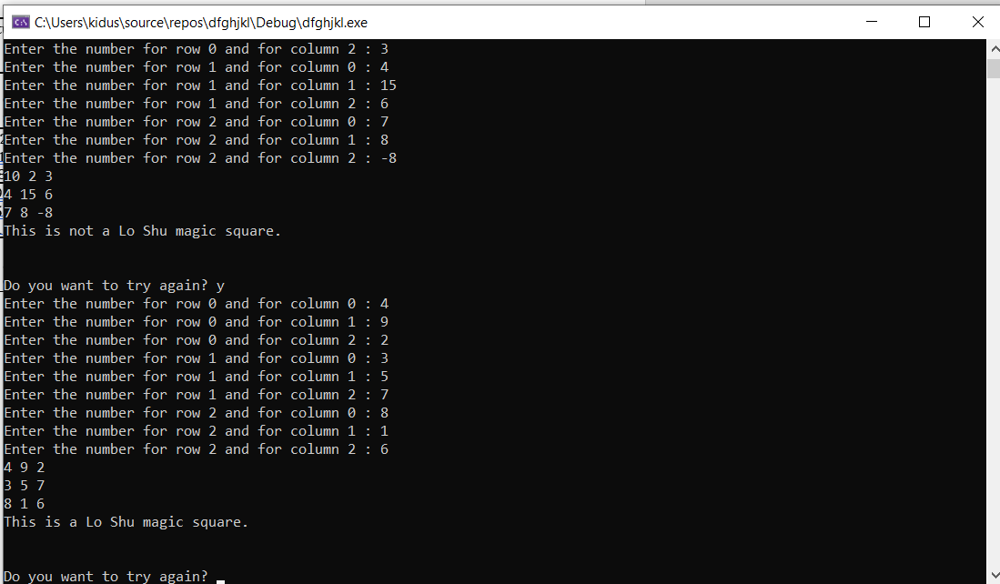 C:\Users\kidus\source\repos\dfghjkl\Debug\dfghjkl.exe
Enter the number for row 0 and for column 2 : 3
Enter the number for row 1 and for column 0 : 4
Enter the number for row 1 and for column 1 : 15
Enter the number for row 1 and for column 2 : 6
Enter the number for row 2 and for column 0 : 7
Enter the number for row 2 and for column 1 : 8
Enter the number for row 2 and for column 2 : -8
10 2 3
4 15 6
7 8 -8
This is not a Lo Shu magic square.
Do you want to try again? y
Enter the number for row 0 and for column 0 : 4
Enter the number for row 0 and for column 1 : 9
Enter the number for row 0 and for column 2 : 2
Enter the number for row 1 and for column 0 : 3
Enter the number for row 1 and for column 1 : 5
Enter the number for row 1 and for column 2 : 7
Enter the number for row 2 and for column 0 : 8
Enter the number for row 2 and for column 1 : 1
Enter the number for row 2 and for column 2 : 6
4 9 2
3 5 7
8 1 6
This is a Lo Shu magic square.
Do you want to try again?